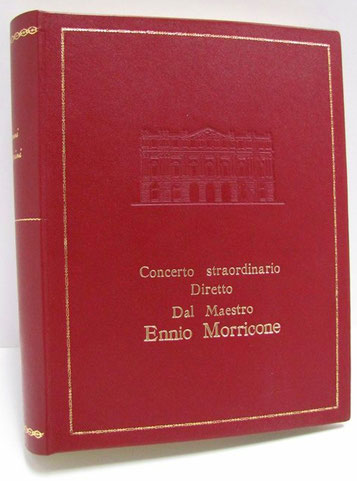 Concerto straordinario
Diretto
Dal Maestro
Ennio Morricone